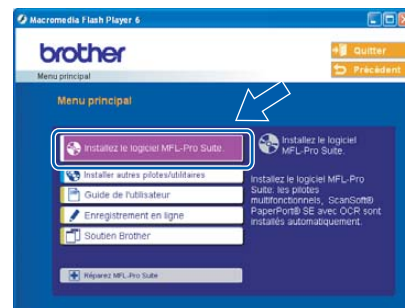 Macromedia Flash Player 6
brother
Quitter
Menu principal
Précédent
Menu principal
Installez le logiciel MFL-Pro Suite.
Installer autres pilotes/utilitaires
Guide de l'utilisateur
Enregistrement en ligne
Soutien Brother
Réparez MFL-Pro Suite
Installez le logiciel
MFL-Pro Suite.
Installez le logiciel MFL-Pro
Suite: les pilotes
multifonctionnels, ScanSoft®
PaperPort® SE avec OCR sont
installés automatiquement.